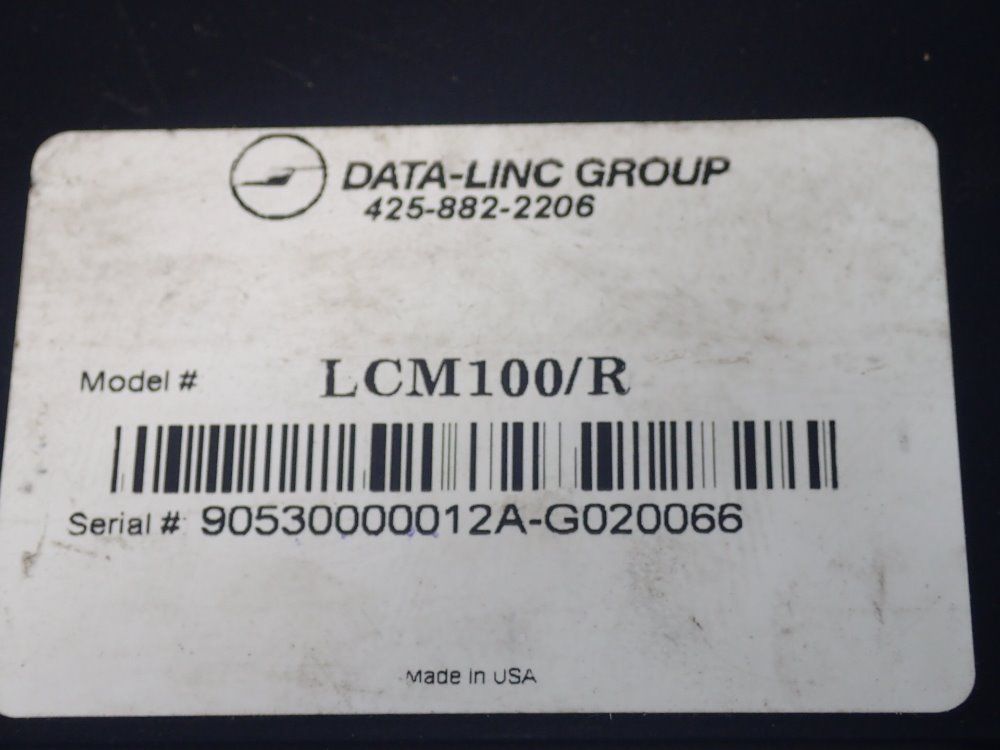 DATA-LINC GROUP
425-882-2206
Model # LCM100/R
Serial # 90530000012A-G020066
Made in USA